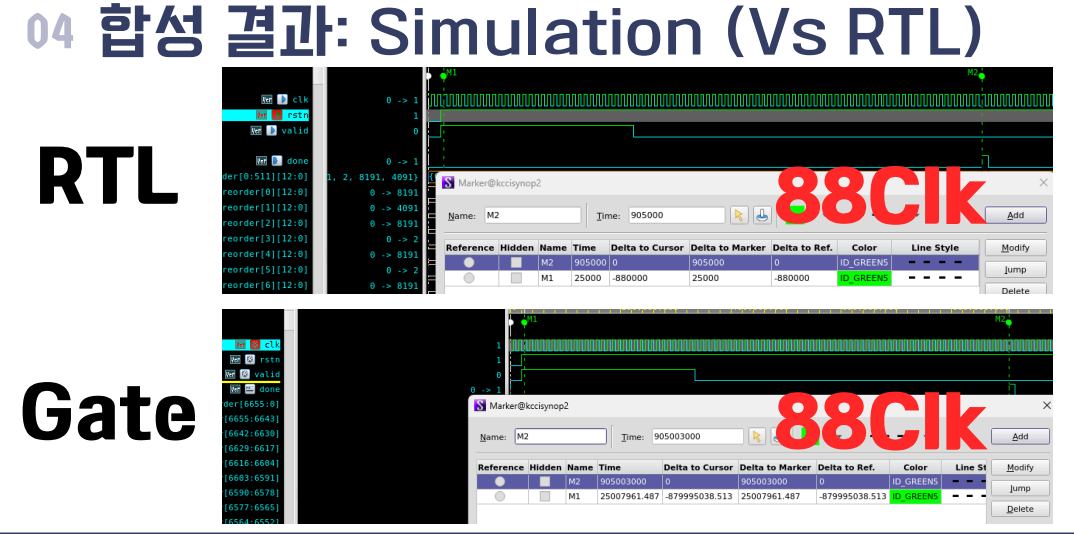 04 합성 결과: Simulation (Vs RTL)
RTL
M1 M2
clk 0 -> 1
rstn 1
valid 0
done 0 -> 1
der[0:511][12:0] 1, 2, 8191, 4091}
reorder[0][12:0] 0 -> 8191
reorder[1][12:0] 0 -> 4091
reorder[2][12:0] 0 -> 8191
reorder[3][12:0] 0 -> 2
reorder[4][12:0] 0 -> 8191
reorder[5][12:0] 0 -> 2
reorder[6][12:0] 0 -> 8191
Marker@kccisynop2
88Clk
Name: M2 Time: 905000 Add
Reference Hidden Name Time Delta to Cursor Delta to Marker Delta to Ref. Color Line Style Modify
M2 905000 0 905000 0 ID_GREEN5
M1 25000 -880000 25000 -880000 ID_GREEN5
Jump
Delete
Gate
M1 M2
clk 1
rstn 1
valid 0
done 0 -> 1
der[6655:0]
[6655:6643]
[6642:6630]
[6629:6617]
[6616:6604]
[6603:6591]
[6590:6578]
[6577:6565]
[6564:6552]
Marker@kccisynop2
88Clk
Name: M2 Time: 905003000 Add
Reference Hidden Name Time Delta to Cursor Delta to Marker Delta to Ref. Color Line St Modify
M2 905003000 0 905003000 0 ID_GREEN5
M1 25007961.487 -879995038.513 25007961.487 -879995038.513 ID_GREEN5
Jump
Delete